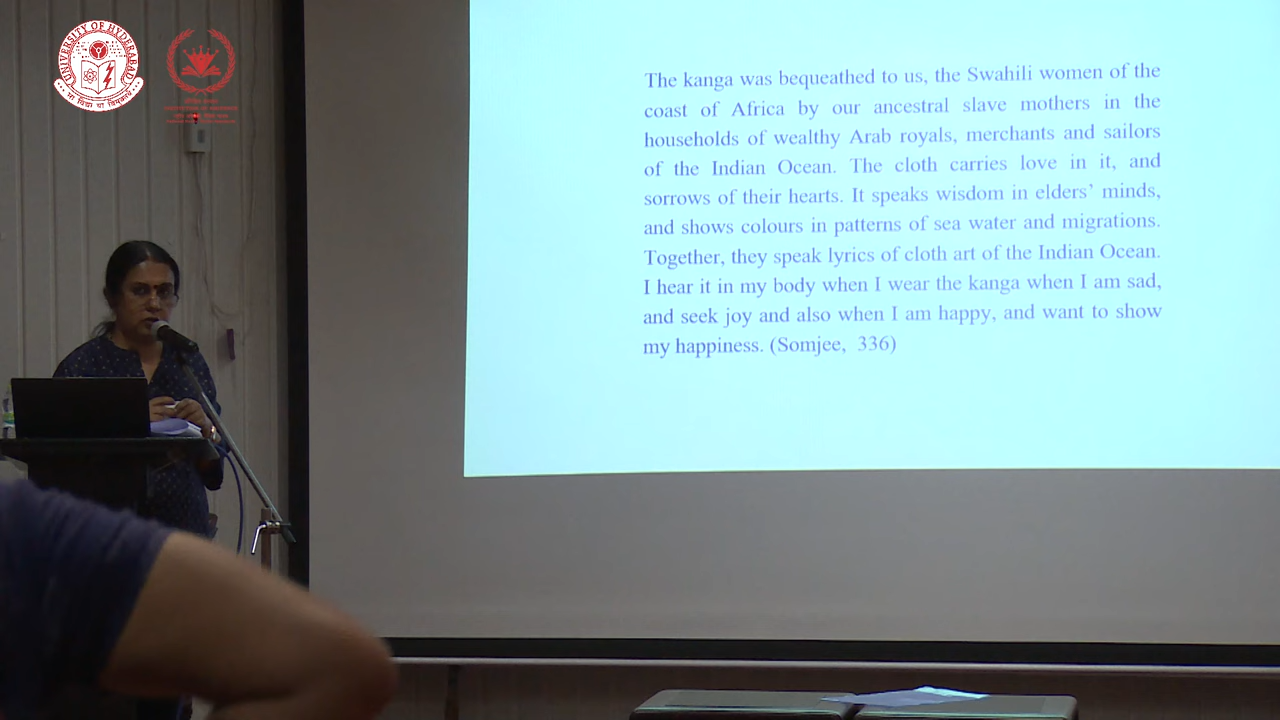 UNIVERSITY OF HYDERABAD
The kanga was bequeathed to us, the Swahili women of the
coast of Africa by our ancestral slave mothers in the
households of wealthy Arab royals, merchants and sailors
of the Indian Ocean. The cloth carries love in it, and
sorrows of their hearts. It speaks wisdom in elders’ minds,
and shows colours in patterns of sea water and migrations.
Together, they speak lyrics of cloth art of the Indian Ocean.
I hear it in my body when I wear the kanga when I am sad,
and seek joy and also when I am happy, and want to show
my happiness. (Somjee, 336)